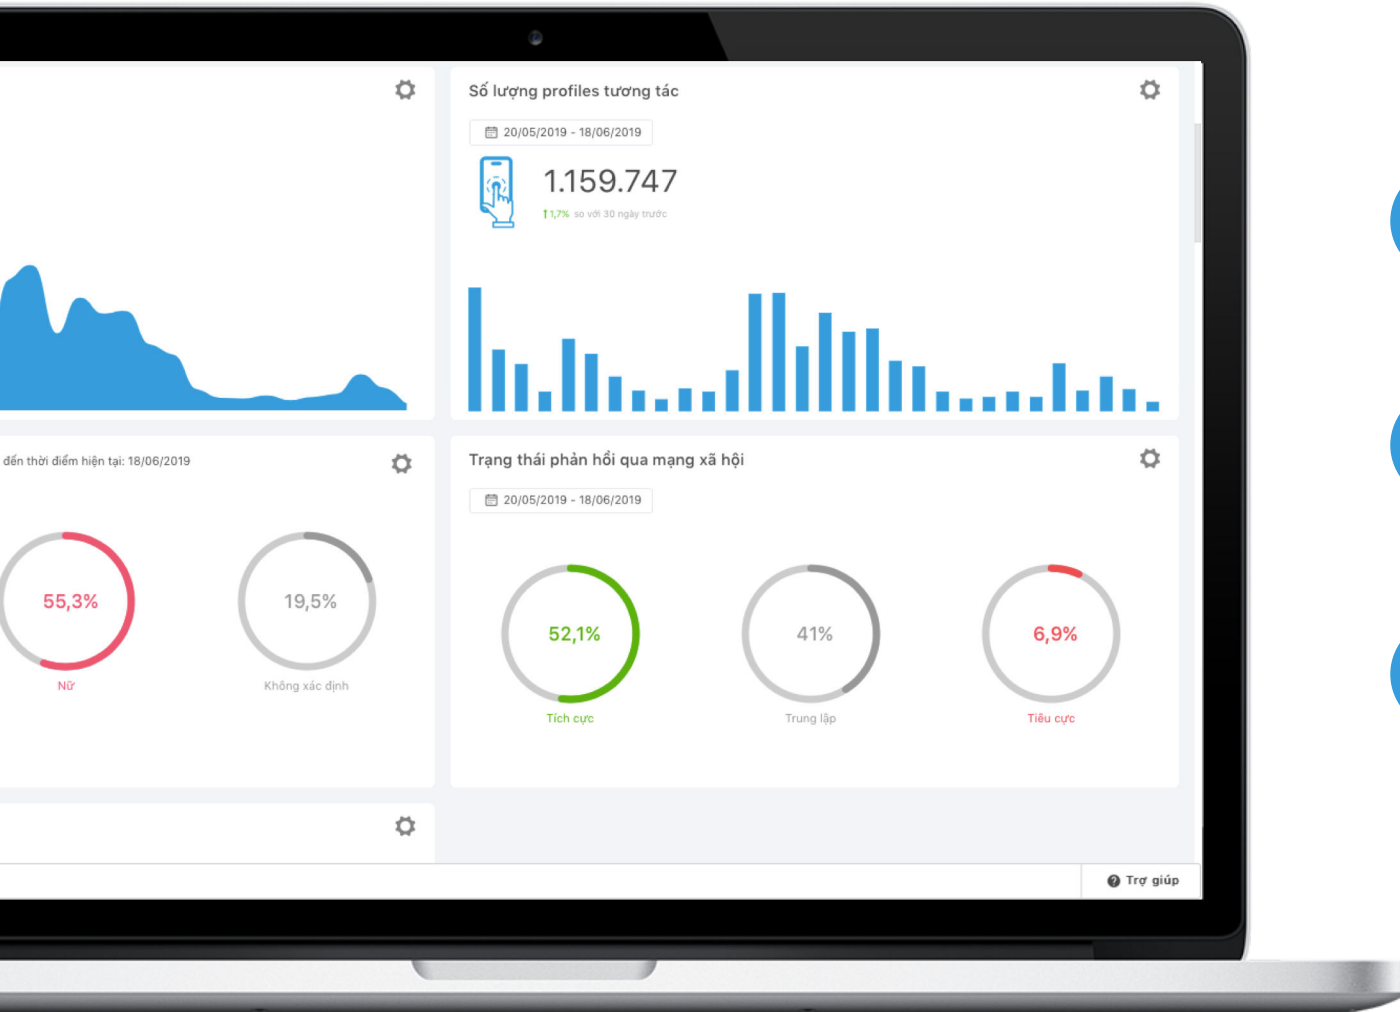 Số lượng profiles tương tác
20/05/2019 - 18/06/2019
1.159.747
1,7% so với 30 ngày trước
đến thời điểm hiện tại: 18/06/2019
Trạng thái phản hồi qua mạng xã hội
20/05/2019 - 18/06/2019
55,3%
Nữ
19,5%
Không xác định
52,1%
Tích cực
41%
Trung lập
6,9%
Tiêu cực
Trợ giúp